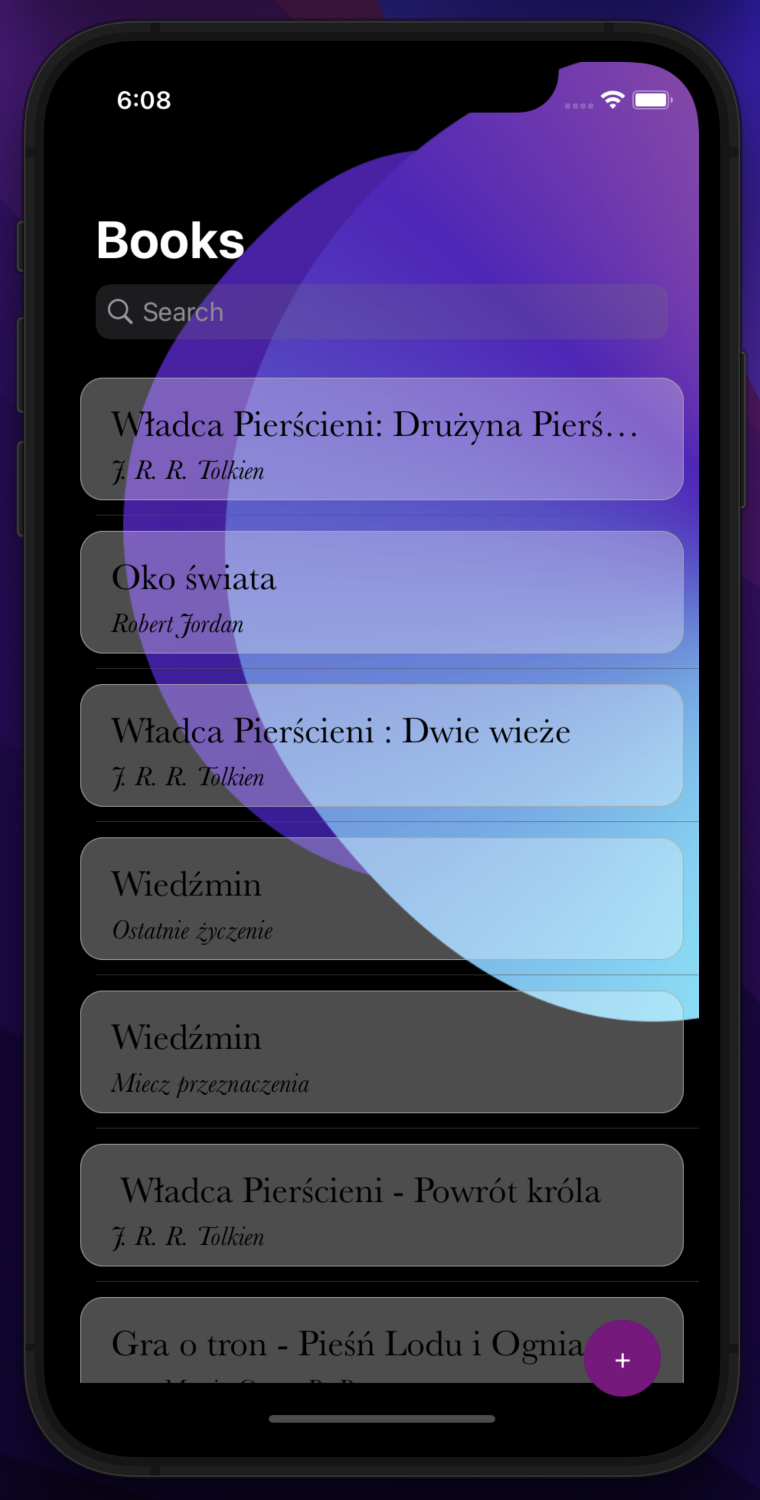 6:08
Books
Search
Władca Pierścieni: Drużyna Pierś…
J. R. R. Tolkien
Oko świata
Robert Jordan
Władca Pierścieni : Dwie wieże
J. R. R. Tolkien
Wiedźmin
Ostatnie życzenie
Wiedźmin
Miecz przeznaczenia
Władca Pierścieni - Powrót króla
J. R. R. Tolkien
Gra o tron - Pieśń Lodu i Ognia
+